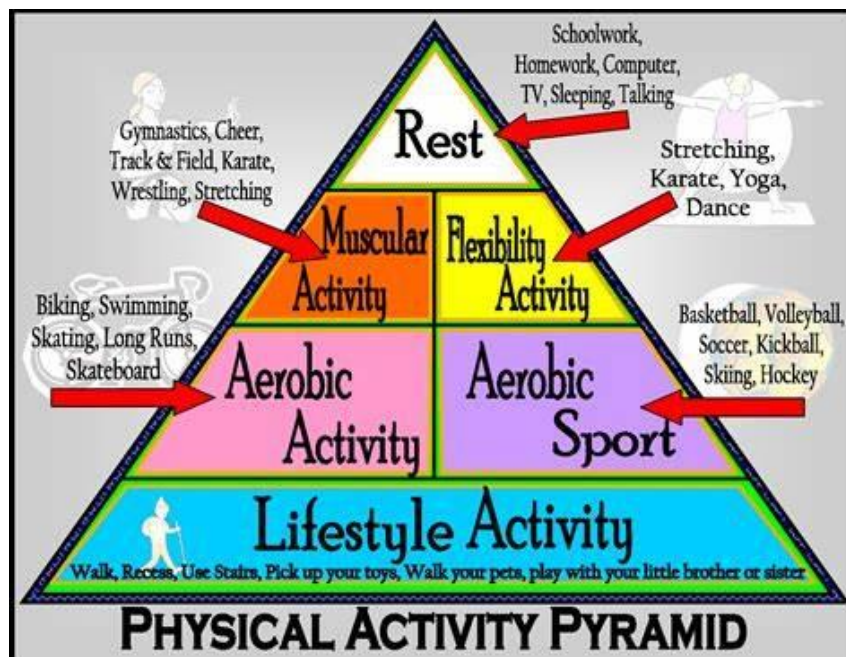 Schoolwork,
Homework, Computer,
TV, Sleeping, Talking
Rest
Gymnastics, Cheer,
Track & Field, Karate,
Wrestling, Stretching
Stretching,
Karate, Yoga,
Dance
Muscular
Activity
Flexibility
Activity
Biking, Swimming,
Skating, Long Runs,
Skateboard
Basketball, Volleyball,
Soccer, Kickball,
Skiing, Hockey
Aerobic
Activity
Aerobic
Sport
Lifestyle Activity
Walk, Recess, Use Stairs, Pick up your toys, Walk your pets, play with your little brother or sister
PHYSICAL ACTIVITY PYRAMID